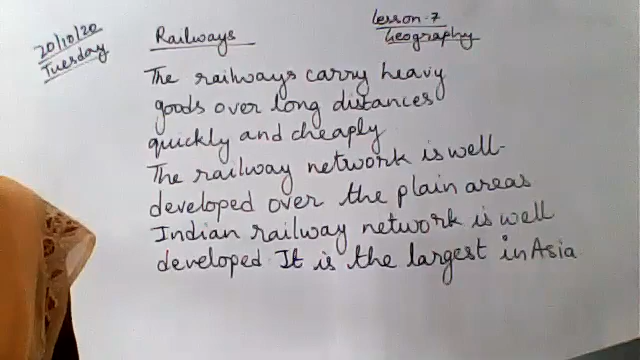 20/10/20
Tuesday
Railways
Lesson-7
Geography
The railways carry heavy
goods over long distances
quickly and cheaply
The railway network is well-
developed over the plain areas
Indian railway network is well
developed. It is the largest in Asia